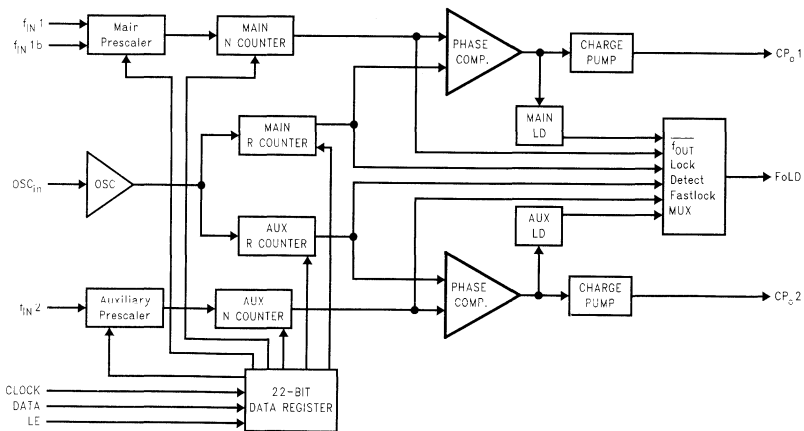 f_IN 1
f_IN 1b
Main
Prescaler
MAIN
N COUNTER
PHASE
COMP.
CHARGE
PUMP
CP_o 1
MAIN
R COUNTER
MAIN
LD
OSC_in
OSC
f_OUT
Lock
Detect
Fastlock
MUX
FoLD
AUX
R COUNTER
AUX
LD
f_IN 2
Auxiliary
Prescaler
AUX
N COUNTER
PHASE
COMP.
CHARGE
PUMP
CP_o 2
CLOCK
DATA
LE
22-BIT
DATA REGISTER